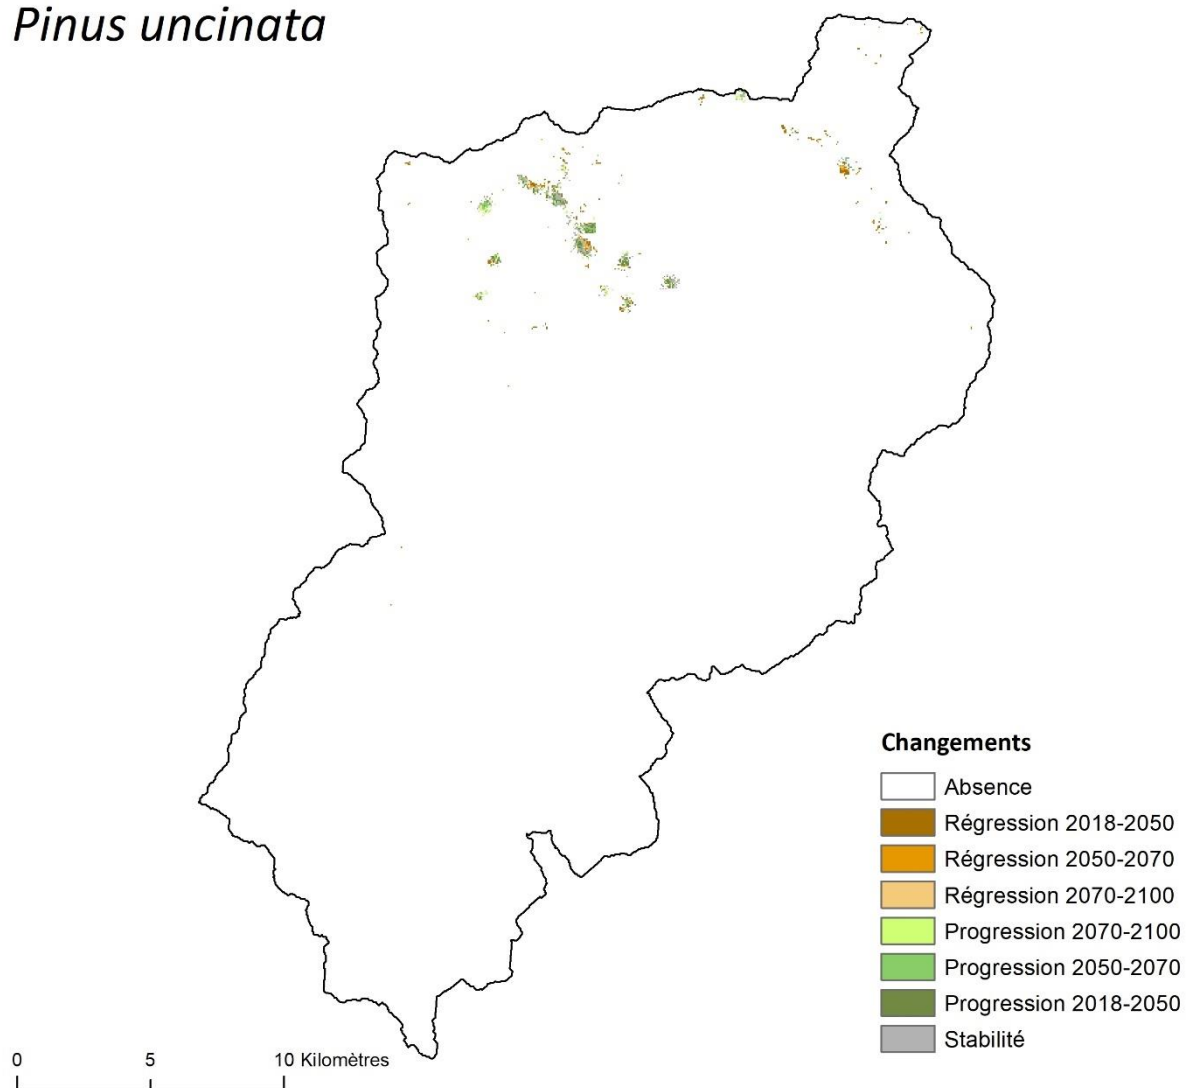 Pinus uncinata
Changements
Absence
Régression 2018-2050
Régression 2050-2070
Régression 2070-2100
Progression 2070-2100
Progression 2050-2070
Progression 2018-2050
Stabilité
0 5 10 Kilomètres